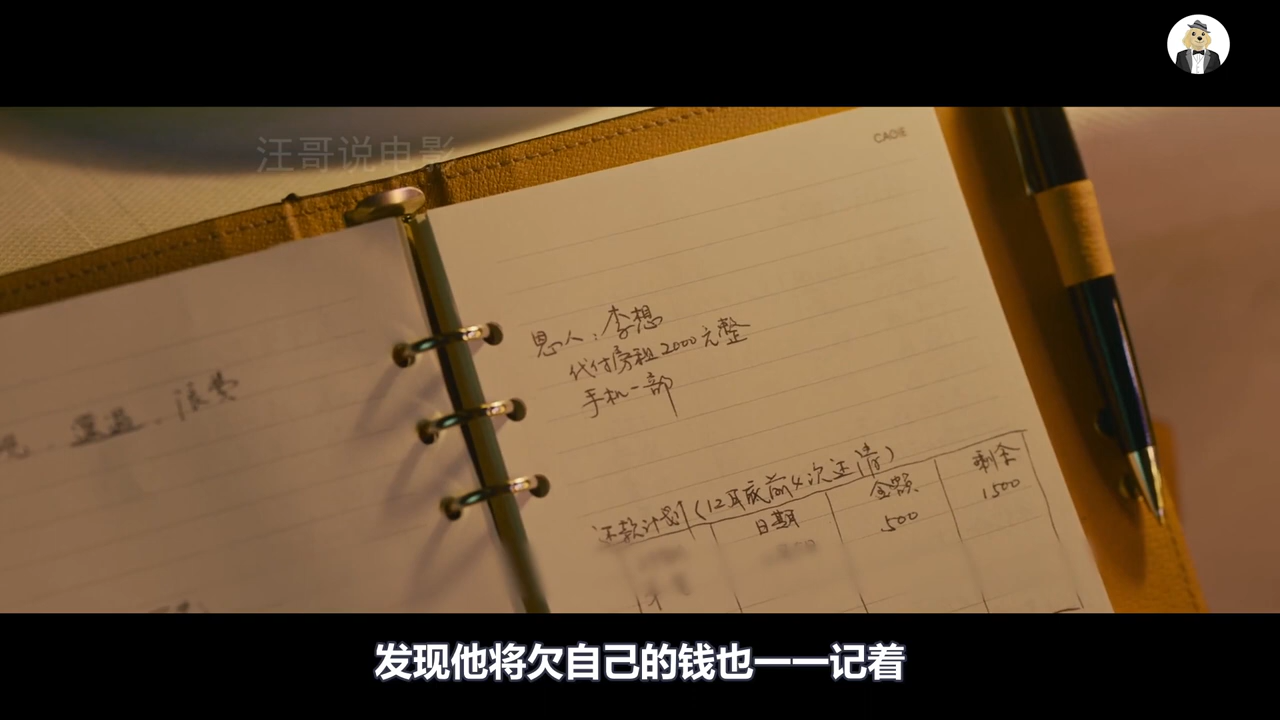 汪哥说电影
CAGIE
恩人：李想
代付房租2000元整
手机一部
还款计划（12月底前4次还清）
日期 金额 剩余
500 1500
浪费
发现他将欠自己的钱也一一记着